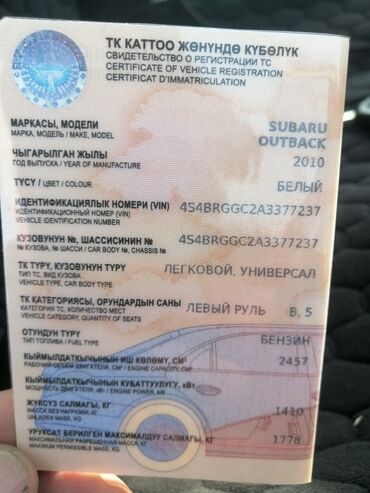 ТК КАТТОО ЖӨНҮНДӨ КҮБӨЛҮК
СВИДЕТЕЛЬСТВО О РЕГИСТРАЦИИ ТС
CERTIFICATE OF VEHICLE REGISTRATION
CERTIFICAT D'IMMATRICULATION
МАРКАСЫ, МОДЕЛИ SUBARU
МАРКА, МОДЕЛЬ / MAKE, MODEL OUTBACK
ЧЫГАРЫЛГАН ЖЫЛЫ 2010
ГОД ВЫПУСКА / YEAR OF MANUFACTURE
ТҮСҮ / ЦВЕТ / COLOUR БЕЛЫЙ
ИДЕНТИФИКАЦИЯЛЫК НОМЕРИ (VIN) 4S4BRGGC2A3377237
ИДЕНТИФИКАЦИОННЫЙ НОМЕР (VIN)
VEHICLE IDENTIFICATION NUMBER
КУЗОВУНУН №, ШАССИСИНИН № 4S4BRGGC2A3377237
№ КУЗОВА, № ШАССИ / CAR BODY №, CHASSIS №
ТК ТҮРҮ, КУЗОВУНУН ТҮРҮ ЛЕГКОВОЙ, УНИВЕРСАЛ
ТИП ТС, ВИД КУЗОВА
VEHICLE TYPE, CAR BODY TYPE
ТК КАТЕГОРИЯСЫ, ОРУНДАРДЫН САНЫ ЛЕВЫЙ РУЛЬ B, 5
КАТЕГОРИЯ ТС, КОЛИЧЕСТВО МЕСТ
VEHICLE CATEGORY, QUANTITY OF SEATS
ОТУНДУН ТҮРҮ БЕНЗИН
ТИП ТОПЛИВА / FUEL TYPE
КЫЙМЫЛДАТКЫЧЫНЫН ИШ КӨЛӨМҮ, СМ³ 2457
РАБОЧИЙ ОБЪЕМ ДВИГАТЕЛЯ, СМ³ / ENGINE CAPACITY, CM³
КЫЙМЫЛДАТКЫЧЫНЫН КУБАТТУУЛУГУ, кВт
МОЩНОСТЬ ДВИГАТЕЛЯ, кВт / ENGINE POWER, kW
ЖҮКСҮЗ САЛМАГЫ, КГ 1410
МАССА БЕЗ НАГРУЗКИ, КГ
UNLADEN MASS, KG
УРУКСАТ БЕРИЛГЕН МАКСИМАЛДУУ САЛМАГЫ, КГ 1778
МАКСИМАЛЬНАЯ РАЗРЕШЕННАЯ МАССА, КГ
MAXIMUM PERMISSIBLE MASS, KG